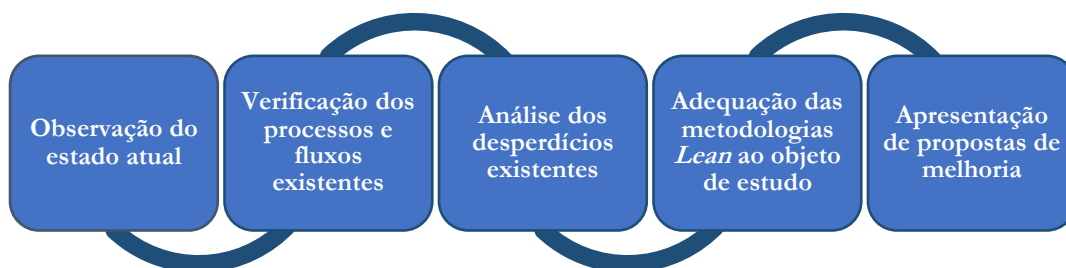 Observação do
estado atual
Verificação dos
processos e
fluxos
existentes
Análise dos
desperdícios
existentes
Adequação das
metodologias
Lean ao objeto
de estudo
Apresentação
de propostas de
melhoria